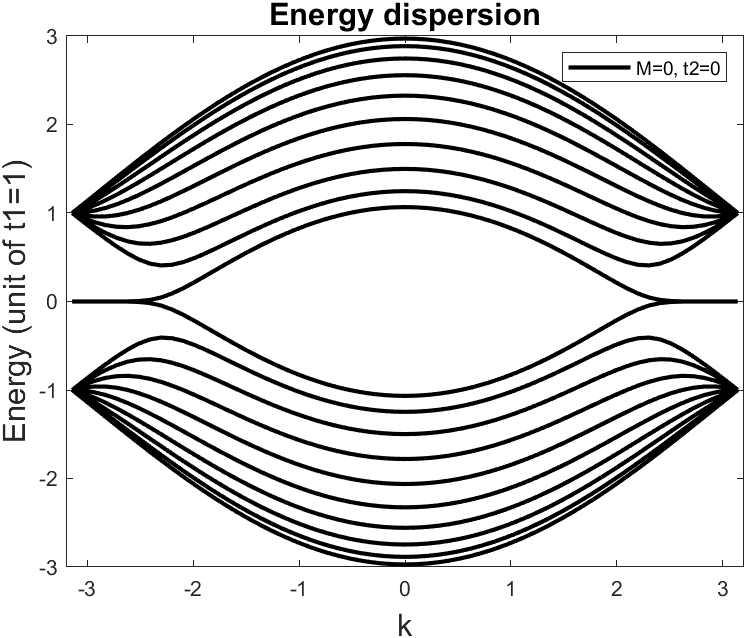 Energy dispersion
M=0, t2=0
Energy (unit of t1=1)
3
2
1
0
-1
-2
-3
-3 -2 -1 0 1 2 3
k